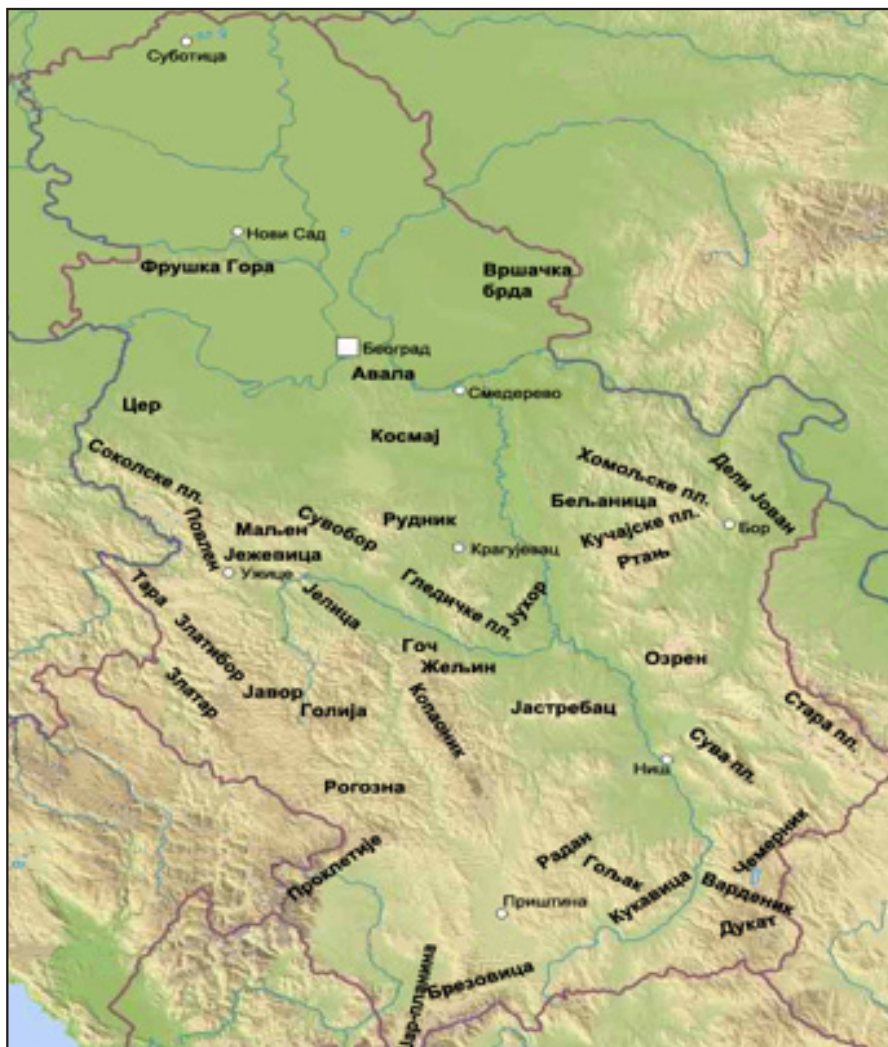 Суботица
Нови Сад
Фрушка Гора
Вршачка
брда
Београд
Авала
Смедерево
Цер
Космај
Соколске пл.
Повлен
Маљен
Сувобор
Рудник
Хомољске пл.
Дели Јован
Бељаница
Кучајске пл.
Бор
Ртањ
Јежевица
Ужице
Крагујевац
Тара
Јелица
Гледичке пл.
Јухор
Златибор
Златар
Гоч
Жељин
Озрен
Јавор
Голија
Копаоник
Јастребац
Стара пл.
Сува пл.
Ниш
Рогозна
Проклетије
Радан
Гољак
Кукавица
Чемерник
Варденик
Дукат
Приштина
Јар-планина
Брезовица